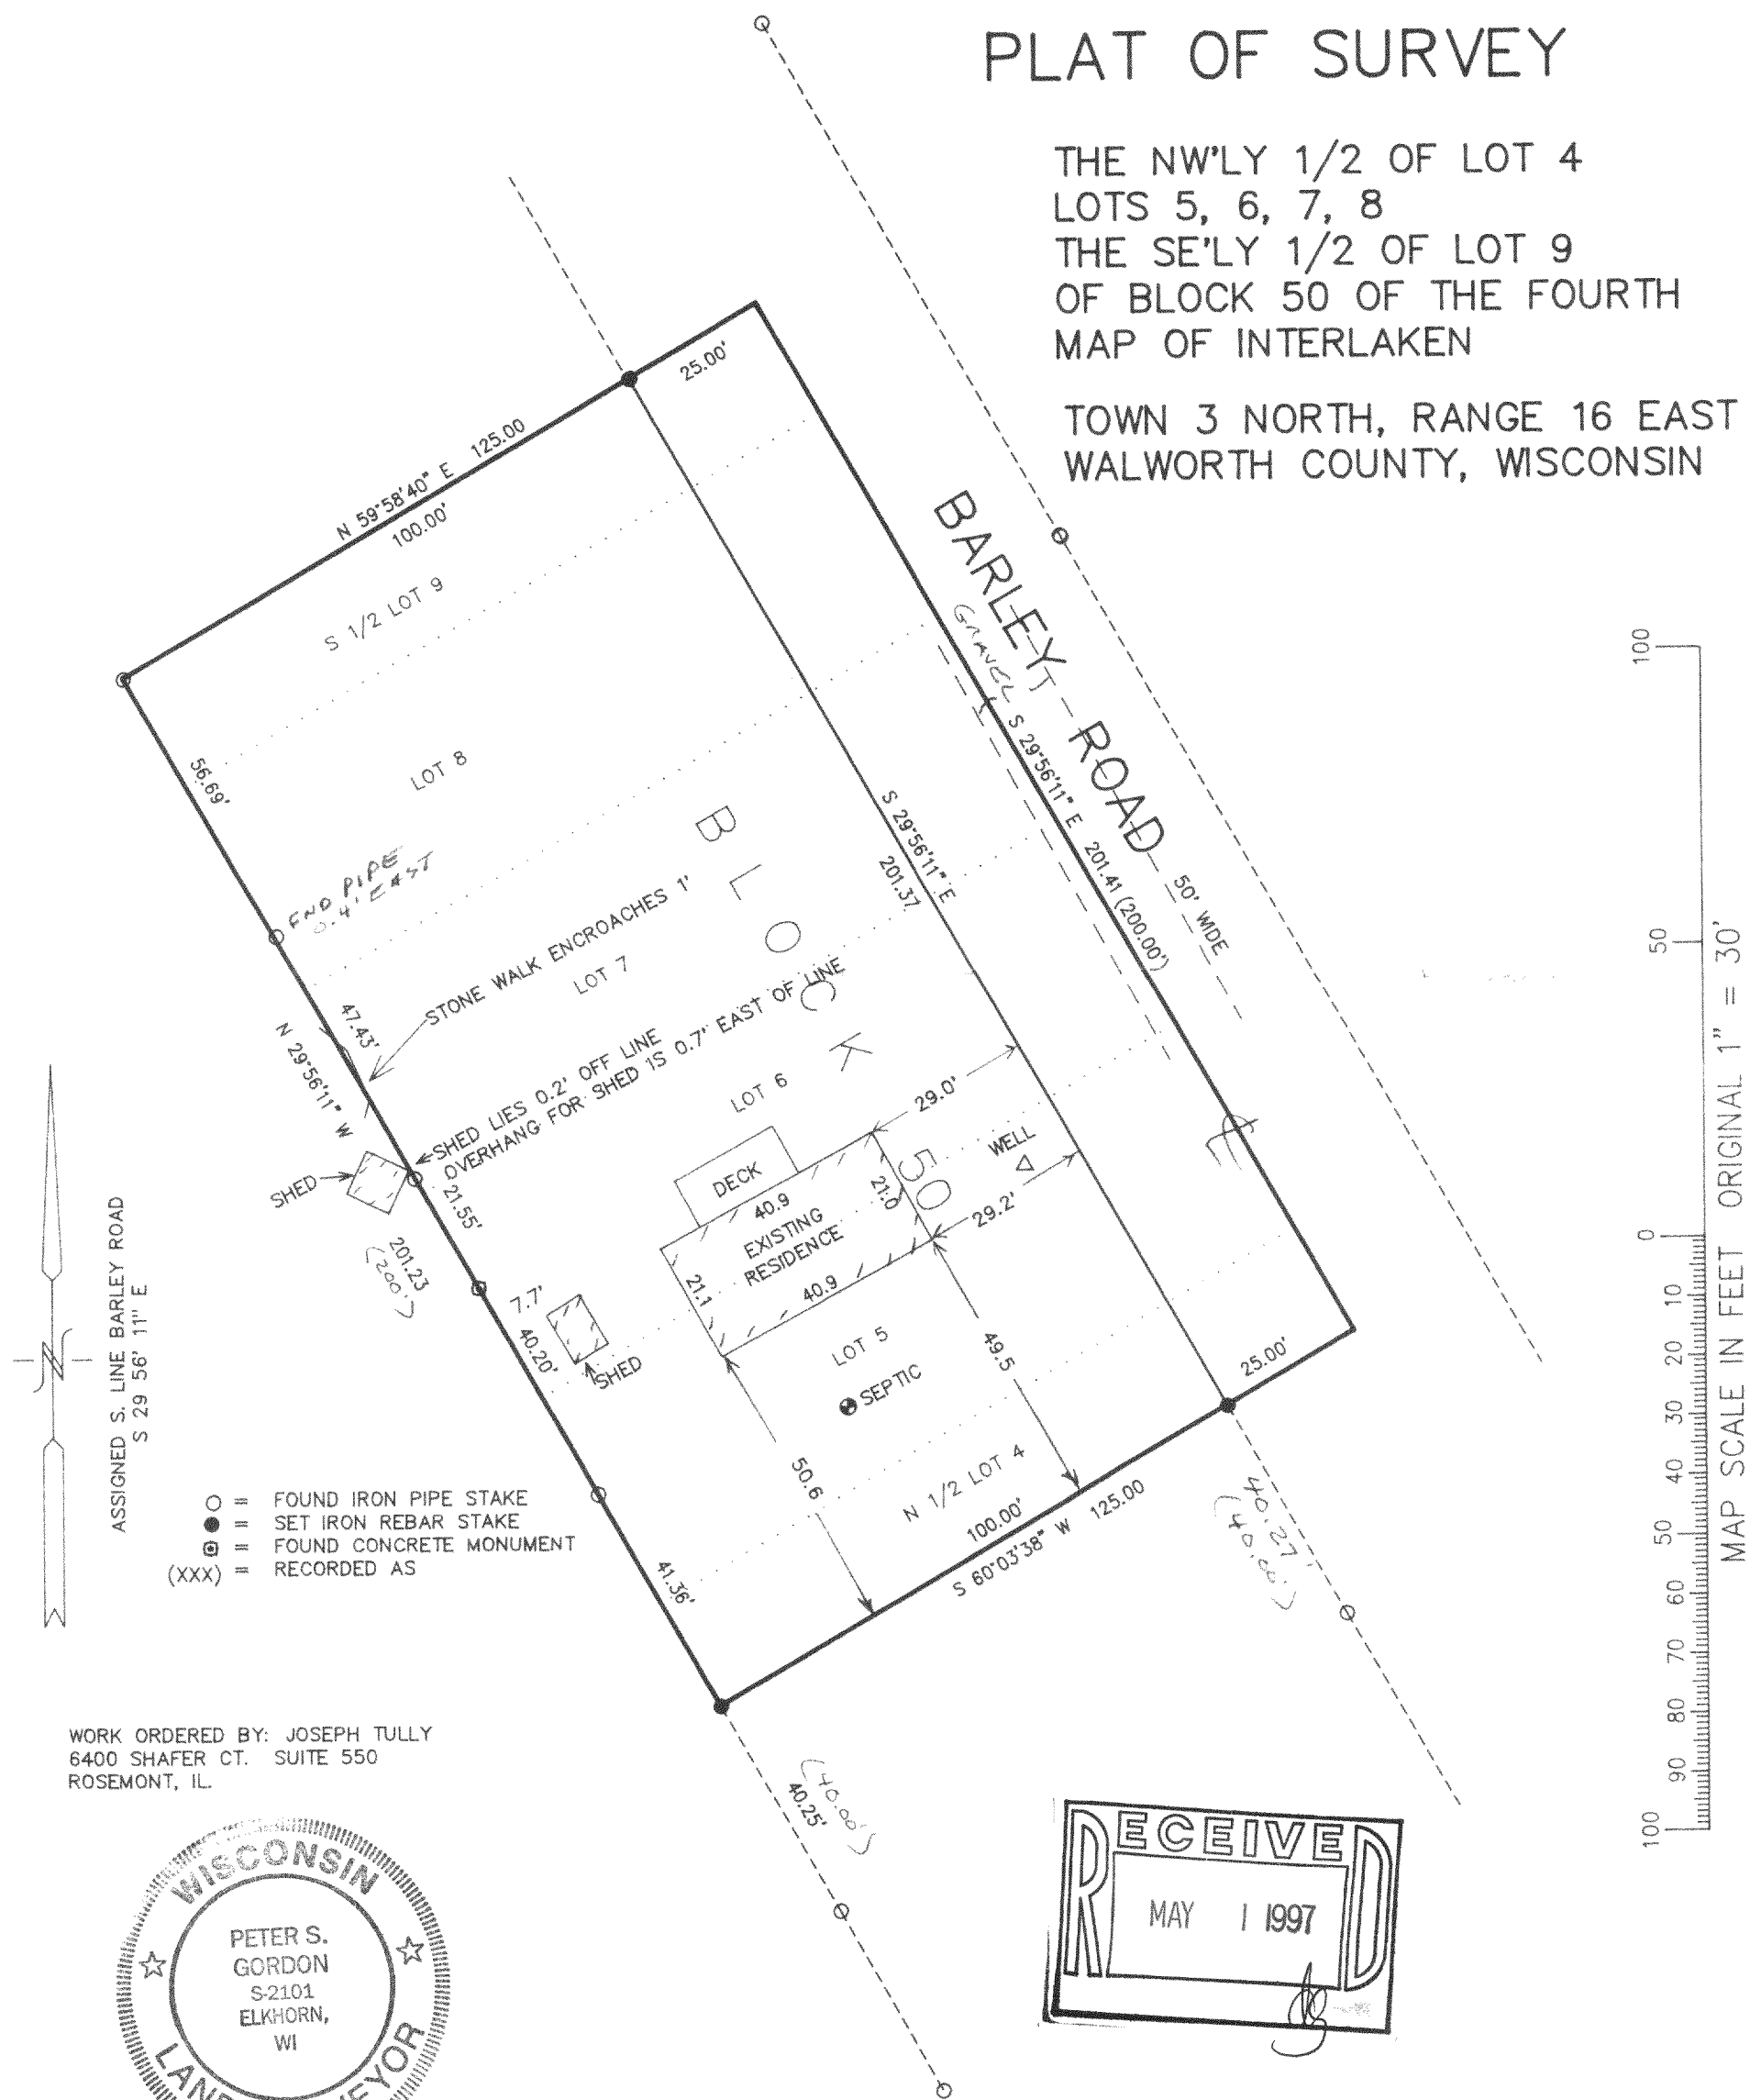 PLAT OF SURVEY
THE NW'LY 1/2 OF LOT 4
LOTS 5, 6, 7, 8
THE SE'LY 1/2 OF LOT 9
OF BLOCK 50 OF THE FOURTH
MAP OF INTERLAKEN
TOWN 3 NORTH, RANGE 16 EAST
WALWORTH COUNTY, WISCONSIN
25.00'
N 59°58'40" E 125.00
100.00'
S 1/2 LOT 9
BARLEY ROAD
GRAVEL
S 29°56'11" E 201.41 (200.00')
50' WIDE
56.69'
LOT 8
S 29°56'11" E
201.37
BLOCK 50
FND PIPE
0.4' EAST
STONE WALK ENCROACHES 1'
LOT 7
47.43'
N 29°56'11" W
SHED LIES 0.2' OFF LINE
OVERHANG FOR SHED IS 0.7' EAST OF LINE
LOT 6
29.0'
WELL
SHED
21.55'
DECK
40.9
21.0
EXISTING
RESIDENCE
29.2'
201.23
(200')
21.1
40.9
7.7'
40.20'
SHED
LOT 5
49.5
SEPTIC
25.00'
50.6
N 1/2 LOT 4
100.00'
S 60°03'38" W 125.00
41.36'
40.27'
(40.00')
40.25'
(40.00')
N
ASSIGNED S. LINE BARLEY ROAD
S 29 56' 11" E
○ = FOUND IRON PIPE STAKE
● = SET IRON REBAR STAKE
= FOUND CONCRETE MONUMENT
(XXX) = RECORDED AS
WORK ORDERED BY: JOSEPH TULLY
6400 SHAFER CT. SUITE 550
ROSEMONT, IL.
WISCONSIN
PETER S.
GORDON
S-2101
ELKHORN,
WI
RECEIVED
MAY 1 1997
100
50
0
10
20
30
40
50
60
70
80
90
100
MAP SCALE IN FEET ORIGINAL 1" = 30'